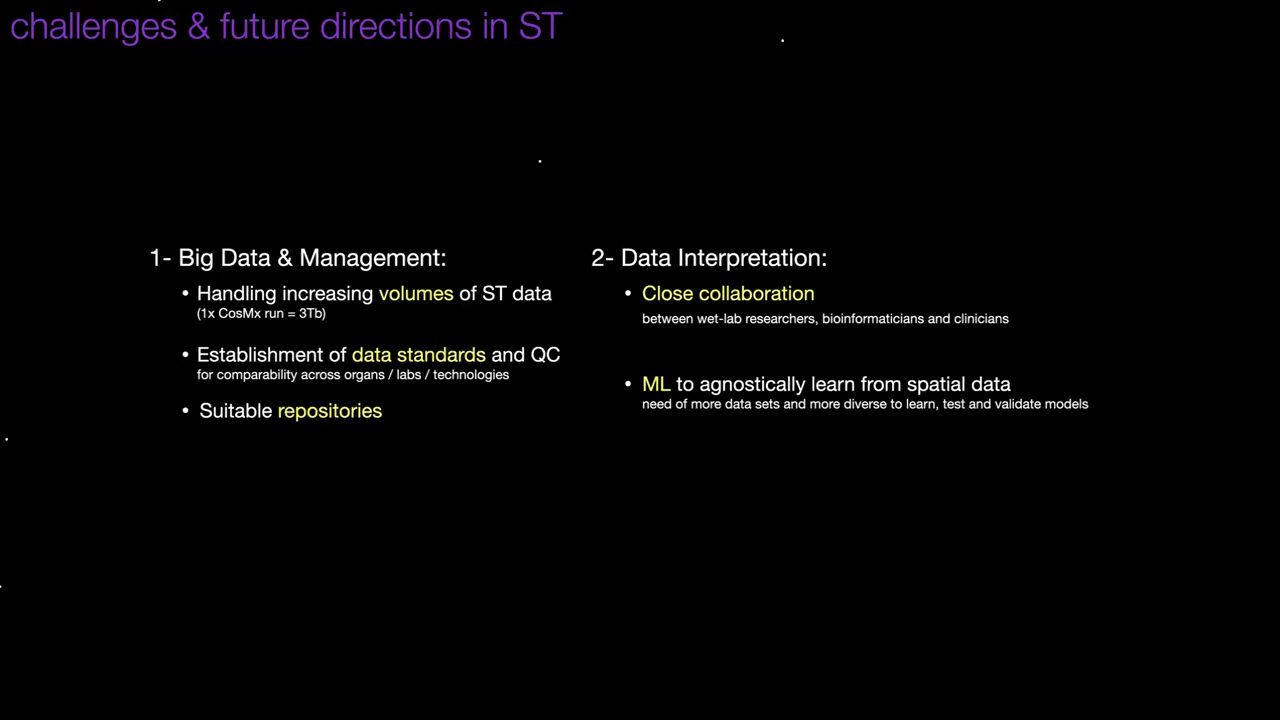 challenges & future directions in ST
1- Big Data & Management:
• Handling increasing volumes of ST data
(1x CosMx run = 3Tb)
• Establishment of data standards and QC
for comparability across organs / labs / technologies
• Suitable repositories
2- Data Interpretation:
• Close collaboration
between wet-lab researchers, bioinformaticians and clinicians
• ML to agnostically learn from spatial data
need of more data sets and more diverse to learn, test and validate models